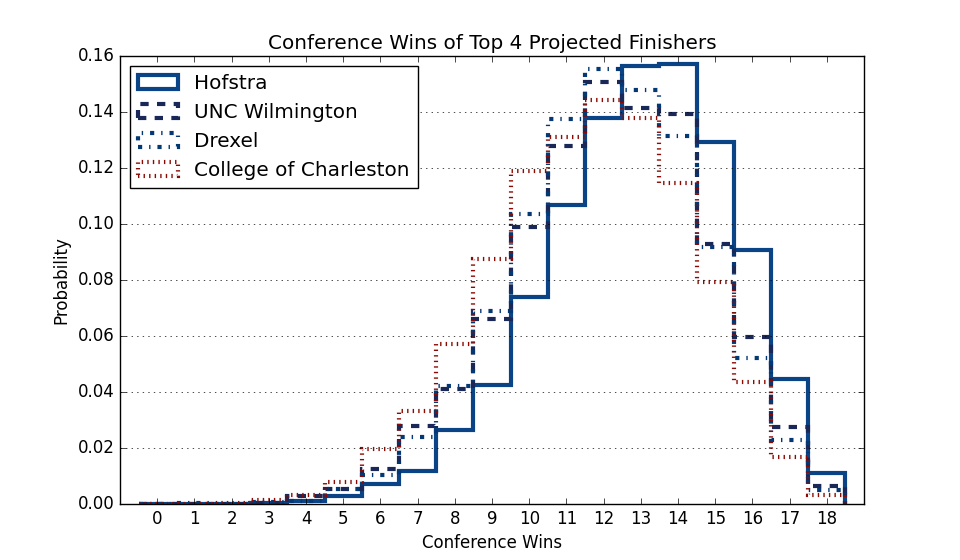 Conference Wins of Top 4 Projected Finishers
Hofstra
UNC Wilmington
Drexel
College of Charleston
0.16
0.14
0.12
0.10
0.08
0.06
0.04
0.02
0.00
Probability
0 1 2 3 4 5 6 7 8 9 10 11 12 13 14 15 16 17 18
Conference Wins